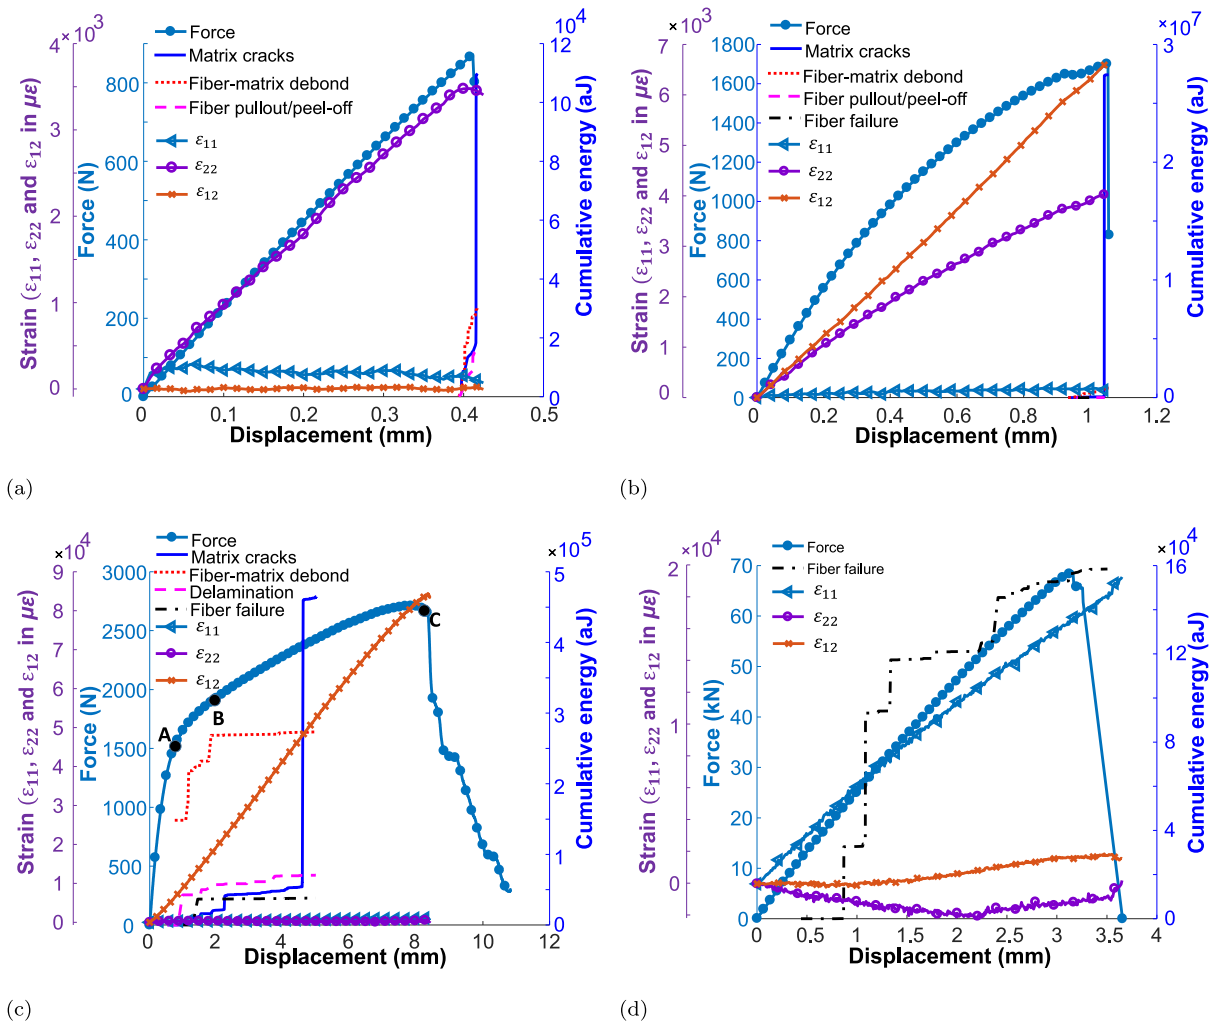 × 10³
4
3
2
1
0
Strain (ε₁₁, ε₂₂ and ε₁₂ in με)
800
600
400
200
0
Force (N)
Force
Matrix cracks
Fiber-matrix debond
Fiber pullout/peel-off
ε₁₁
ε₂₂
ε₁₂
10⁴
12
10
8
6
4
2
0
Cumulative energy (aJ)
0 0.1 0.2 0.3 0.4 0.5
Displacement (mm)
(a)
× 10³
7
6
5
4
3
2
1
0
Strain (ε₁₁, ε₂₂ and ε₁₂ in με)
1800
1600
1400
1200
1000
1800
600
400
200
0
Force (N)
Force
Matrix cracks
Fiber-matrix debond
Fiber pullout/peel-off
Fiber failure
ε₁₁
ε₂₂
ε₁₂
× 10⁷
3
2
1
0
Cumulative energy (aJ)
0 0.2 0.4 0.6 0.8 1.0 1.2
Displacement (mm)
(b)
×10⁴
9
8
7
6
5
4
3
2
1
0
Strain (ε₁₁, ε₂₂ and ε₁₂ in με)
3000
2500
2000
1500
1000
500
0
Force (N)
Force
Matrix cracks
Fiber-matrix debond
Delamination
Fiber failure
ε₁₁
ε₂₂
ε₁₂
A
B
C
×10⁵
5
4
3
2
1
0
Cumulative energy (aJ)
0 2 4 6 8 10 12
Displacement (mm)
(c)
×10⁴
2
1
0
Strain (ε₁₁, ε₂₂ and ε₁₂ in με)
70
60
50
40
30
20
10
0
Force (kN)
Force
Fiber failure
ε₁₁
ε₂₂
ε₁₂
×10⁴
16
12
8
4
0
Cumulative energy (aJ)
0 0.5 1 1.5 2 2.5 3 3.5 4
Displacement (mm)
(d)